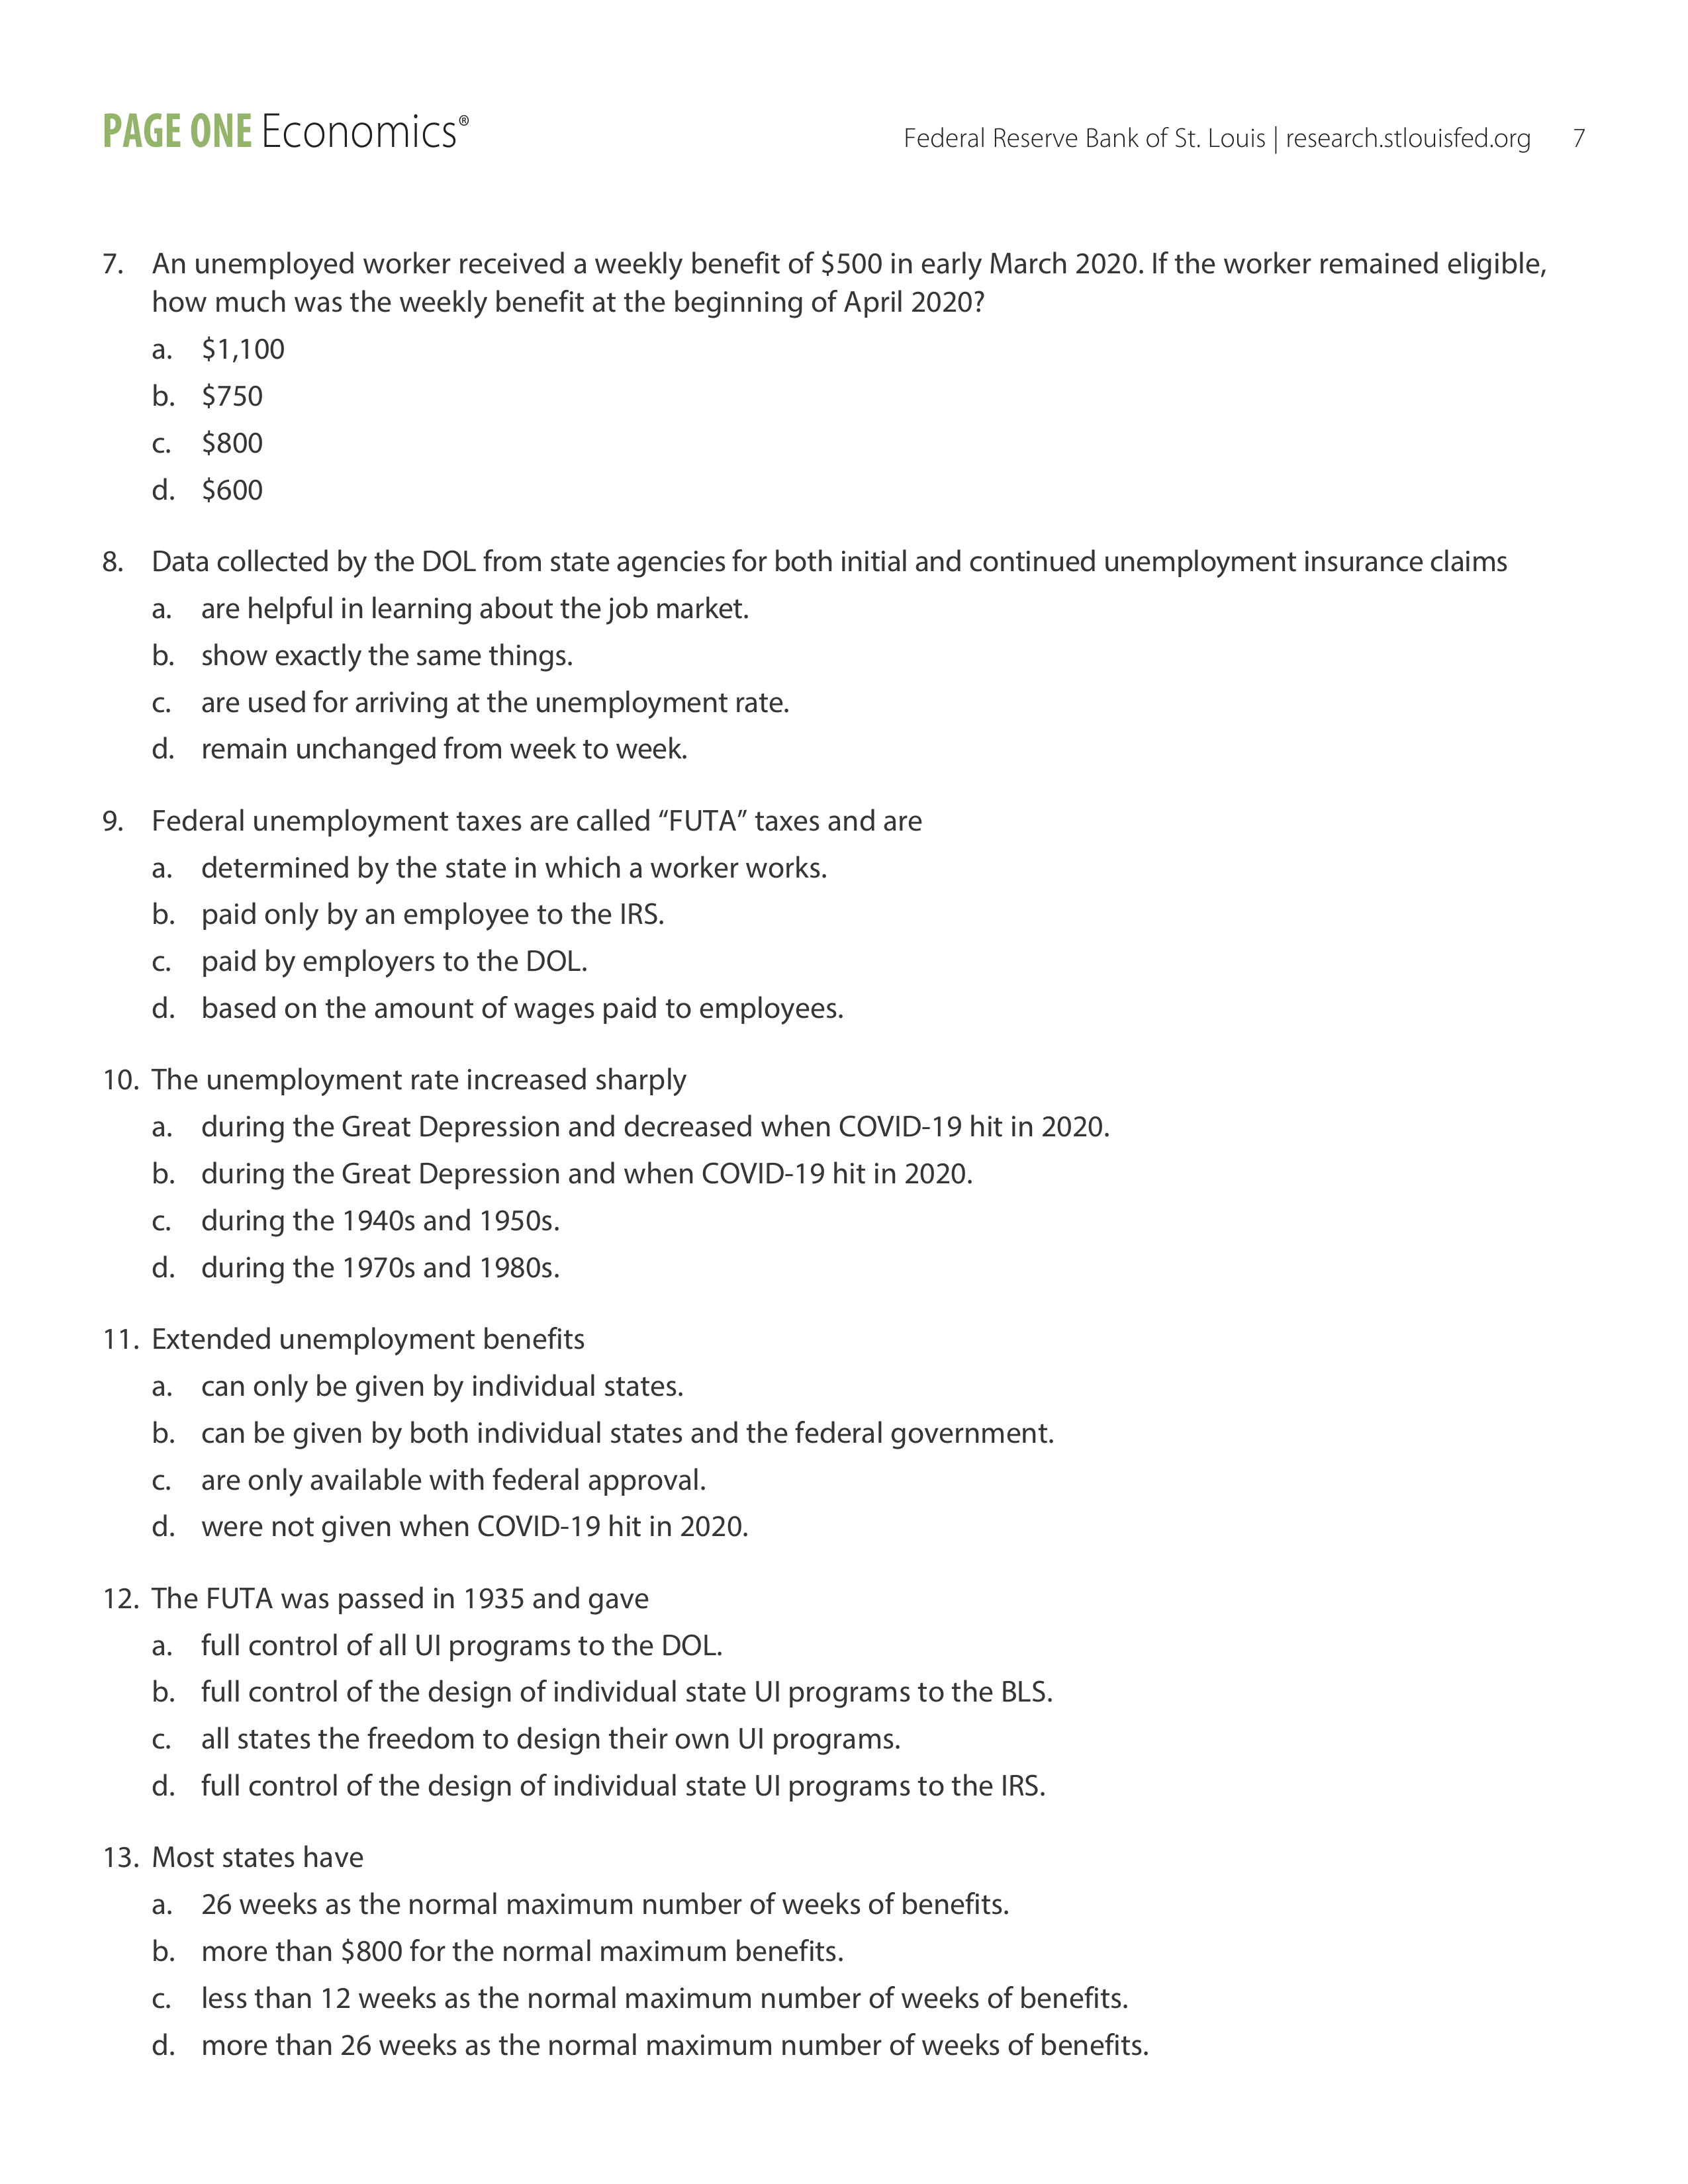 PAGE ONE Economics®
Federal Reserve Bank of St. Louis | research.stlouisfed.org 7
7. An unemployed worker received a weekly benefit of $500 in early March 2020. If the worker remained eligible,
how much was the weekly benefit at the beginning of April 2020?
a. $1,100
b. $750
c. $800
d. $600
8. Data collected by the DOL from state agencies for both initial and continued unemployment insurance claims
a. are helpful in learning about the job market.
b. show exactly the same things.
c. are used for arriving at the unemployment rate.
d. remain unchanged from week to week.
9. Federal unemployment taxes are called “FUTA” taxes and are
a. determined by the state in which a worker works.
b. paid only by an employee to the IRS.
c. paid by employers to the DOL.
d. based on the amount of wages paid to employees.
10. The unemployment rate increased sharply
a. during the Great Depression and decreased when COVID-19 hit in 2020.
b. during the Great Depression and when COVID-19 hit in 2020.
c. during the 1940s and 1950s.
d. during the 1970s and 1980s.
11. Extended unemployment benefits
a. can only be given by individual states.
b. can be given by both individual states and the federal government.
c. are only available with federal approval.
d. were not given when COVID-19 hit in 2020.
12. The FUTA was passed in 1935 and gave
a. full control of all UI programs to the DOL.
b. full control of the design of individual state UI programs to the BLS.
c. all states the freedom to design their own UI programs.
d. full control of the design of individual state UI programs to the IRS.
13. Most states have
a. 26 weeks as the normal maximum number of weeks of benefits.
b. more than $800 for the normal maximum benefits.
c. less than 12 weeks as the normal maximum number of weeks of benefits.
d. more than 26 weeks as the normal maximum number of weeks of benefits.